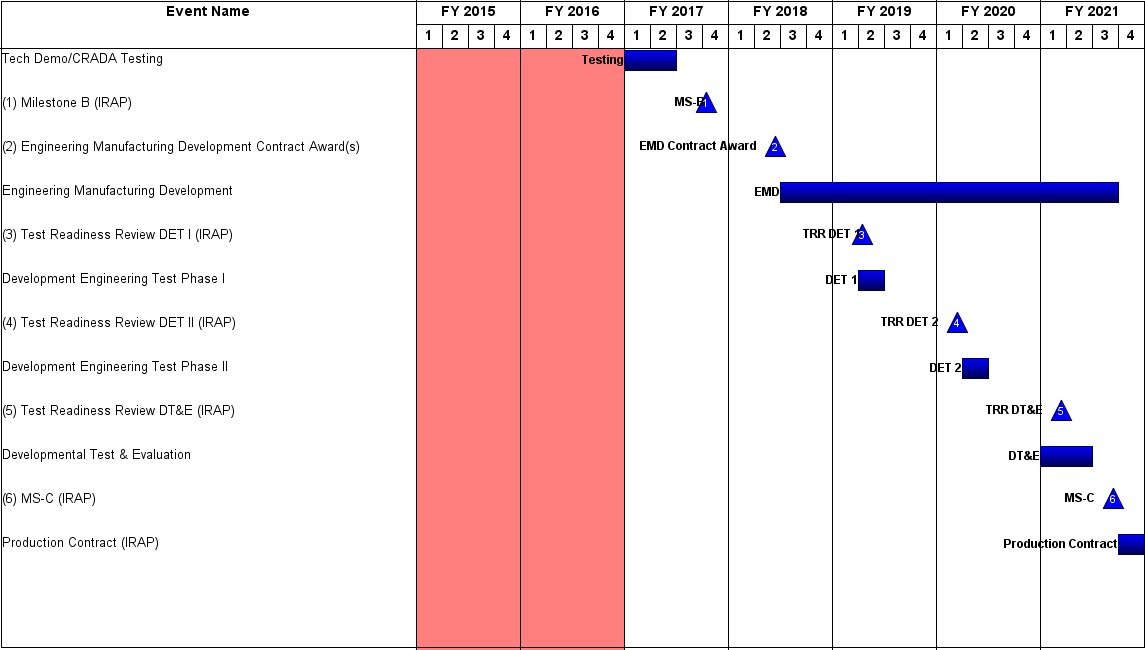 Event Name FY 2015 FY 2016 FY 2017 FY 2018 FY 2019 FY 2020 FY 2021
1 2 3 4 1 2 3 4 1 2 3 4 1 2 3 4 1 2 3 4 1 2 3 4 1 2 3 4
Tech Demo/CRADA Testing Testing
(1) Milestone B (IRAP) MS-B 1
(2) Engineering Manufacturing Development Contract Award(s) EMD Contract Award 2
Engineering Manufacturing Development EMD
(3) Test Readiness Review DET I (IRAP) TRR DET 1 3
Development Engineering Test Phase I DET 1
(4) Test Readiness Review DET II (IRAP) TRR DET 2 4
Development Engineering Test Phase II DET 2
(5) Test Readiness Review DT&E (IRAP) TRR DT&E 5
Developmental Test & Evaluation DT&E
(6) MS-C (IRAP) MS-C 6
Production Contract (IRAP) Production Contract